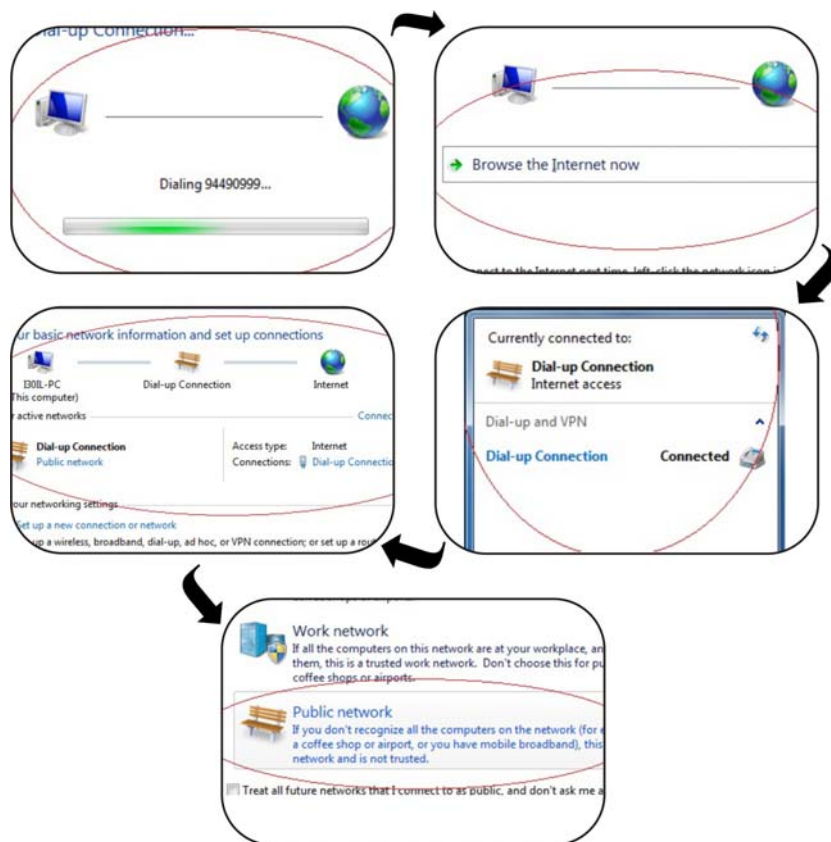 Dial-up Connection...
Dialing 94490999...
Browse the Internet now
to the Internet next time, left-click the network icon
Currently connected to:
Dial-up Connection
Internet access
Dial-up and VPN
Dial-up Connection Connected
basic network information and set up connections
I30IL-PC Dial-up Connection Internet
This computer)
active networks
Dial-up Connection Access type: Internet
Public network Connections: Dial-up
networking settings
Set up a new connection or network
up a wireless, broadband, dial-up, ad hoc, or VPN connection; or set up a
Work network
If all the computers on this network are at your workplace,
them, this is a trusted work network. Don't choose this for
coffee shops or airports.
Public network
If you don't recognize all the computers on the network (for
a coffee shop or airport, or you have mobile broadband), this
network and is not trusted.
Treat all future networks that I connect to as public, and don't ask me